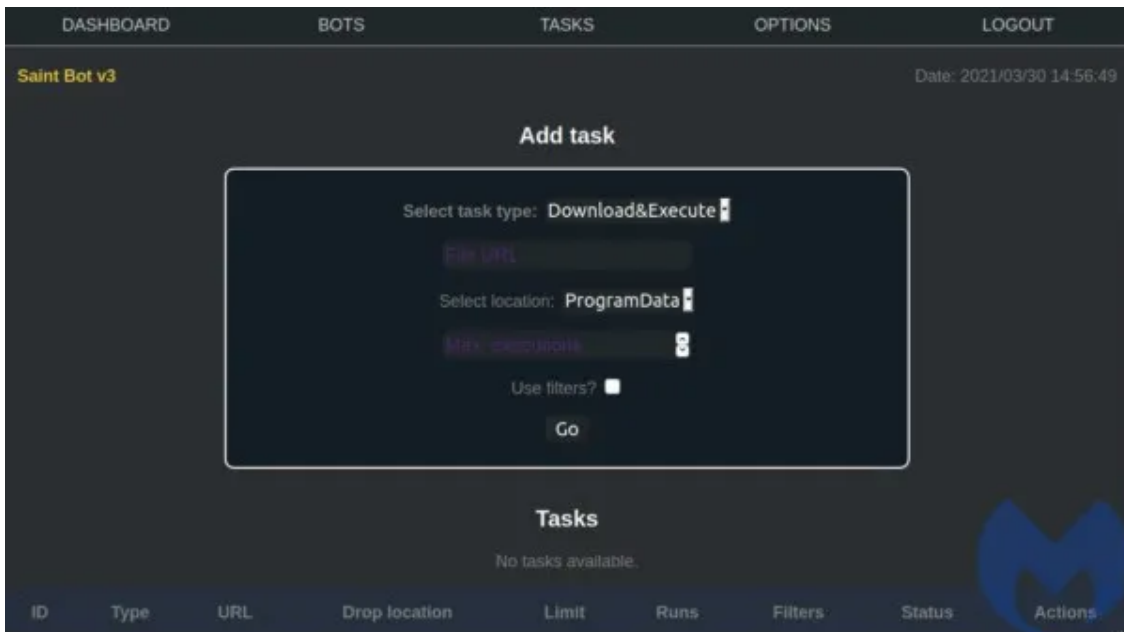 DASHBOARD BOTS TASKS OPTIONS LOGOUT
Saint Bot v3 Date: 2021/03/30 14:56:49
Add task
Select task type: Download&Execute
File URL
Select location: ProgramData
Max. executions
Use filters?
Go
Tasks
No tasks available.
ID Type URL Drop location Limit Runs Filters Status Actions